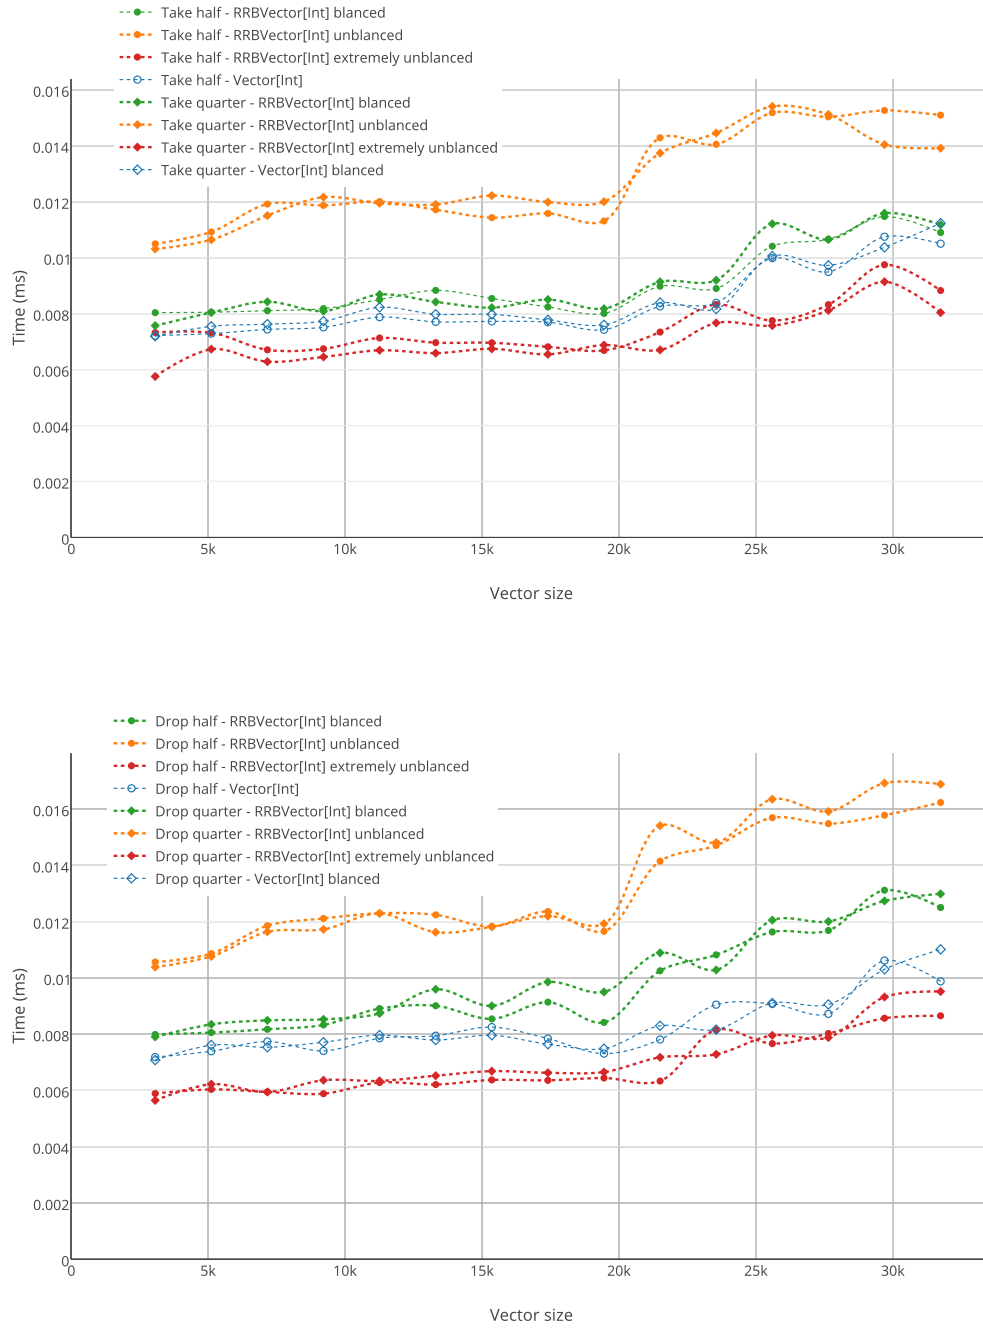 Take half - RRBVector[Int] blanced
Take half - RRBVector[Int] unblanced
Take half - RRBVector[Int] extremely unblanced
Take half - Vector[Int]
Take quarter - RRBVector[Int] blanced
Take quarter - RRBVector[Int] unblanced
Take quarter - RRBVector[Int] extremely unblanced
Take quarter - Vector[Int] blanced
0.016
0.014
0.012
0.01
0.008
0.006
0.004
0.002
0
Time (ms)
0 5k 10k 15k 20k 25k 30k
Vector size
Drop half - RRBVector[Int] blanced
Drop half - RRBVector[Int] unblanced
Drop half - RRBVector[Int] extremely unblanced
Drop half - Vector[Int]
Drop quarter - RRBVector[Int] blanced
Drop quarter - RRBVector[Int] unblanced
Drop quarter - RRBVector[Int] extremely unblanced
Drop quarter - Vector[Int] blanced
0.016
0.014
0.012
0.01
0.008
0.006
0.004
0.002
0
Time (ms)
0 5k 10k 15k 20k 25k 30k
Vector size